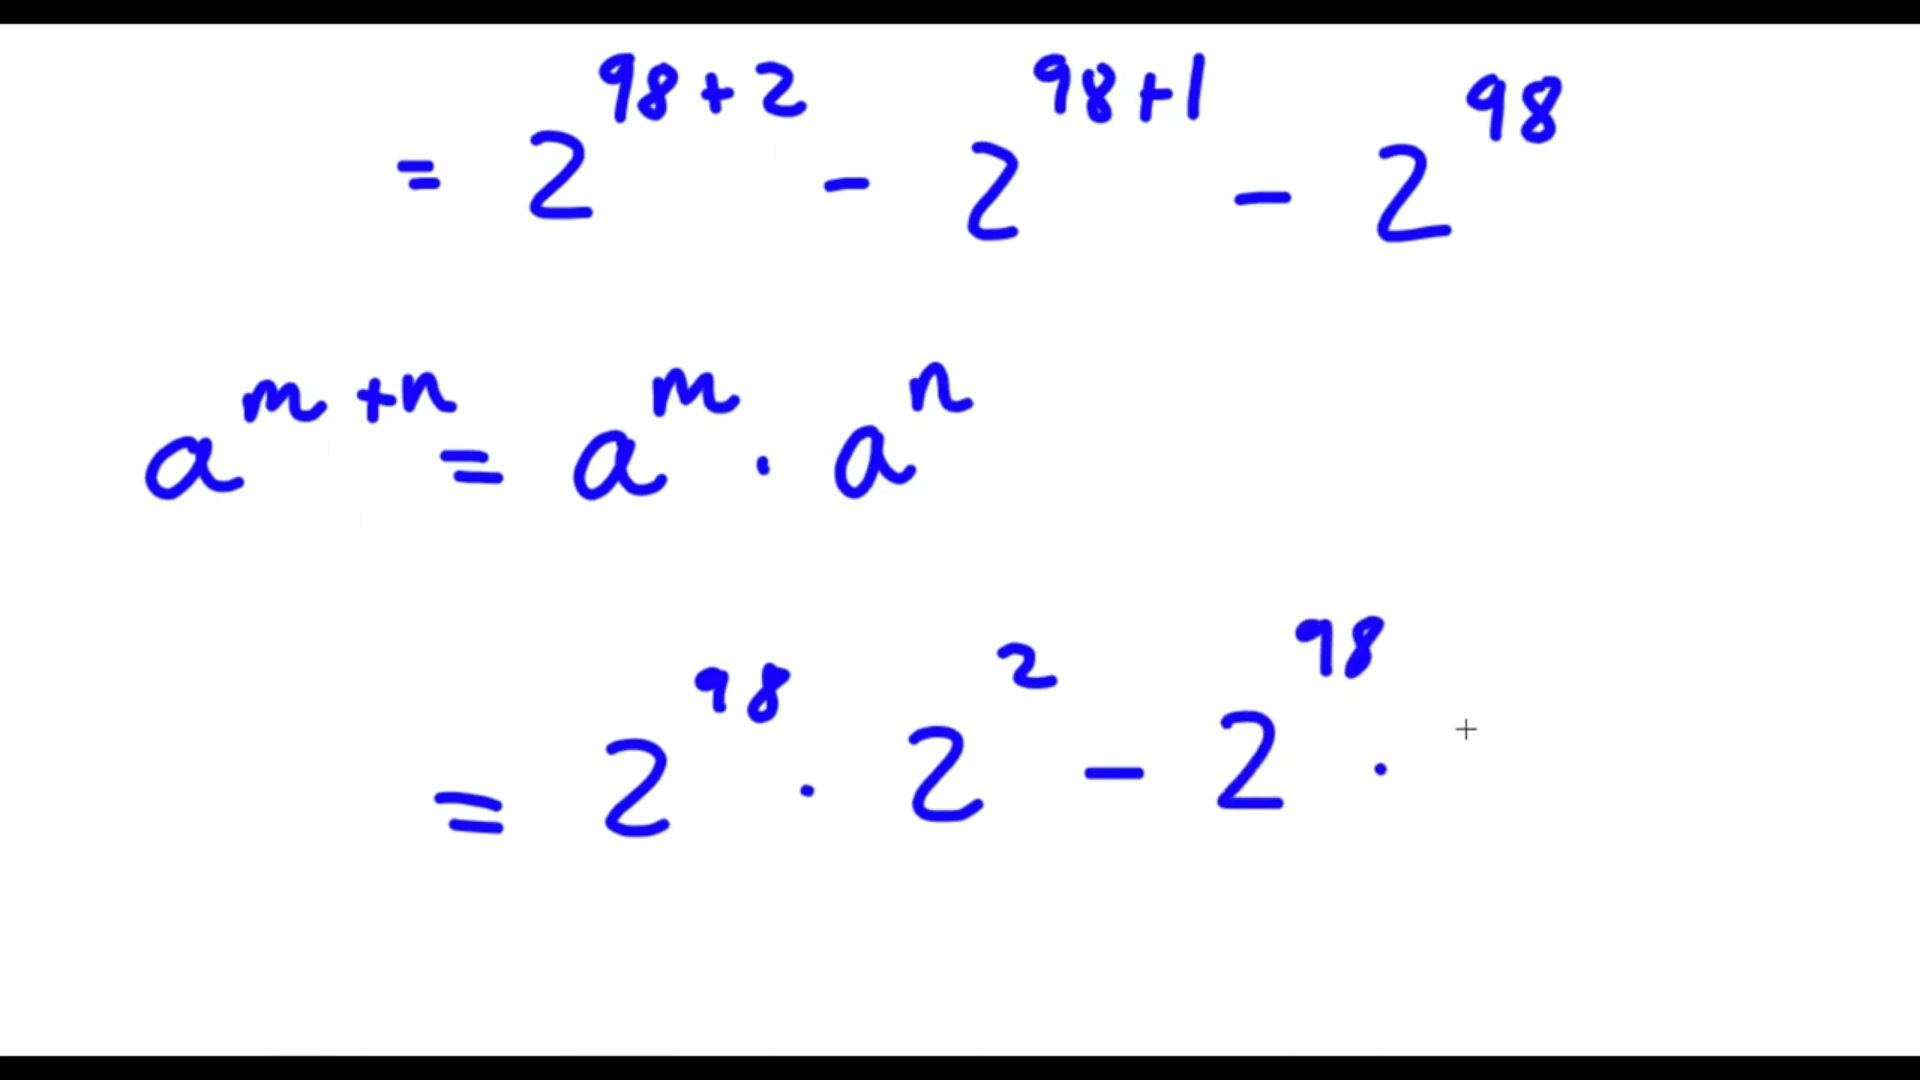 = 2^{98+2} - 2^{98+1} - 2^{98}
a^{m+n} = a^m · a^n
= 2^{98} · 2^2 - 2^{98} ·